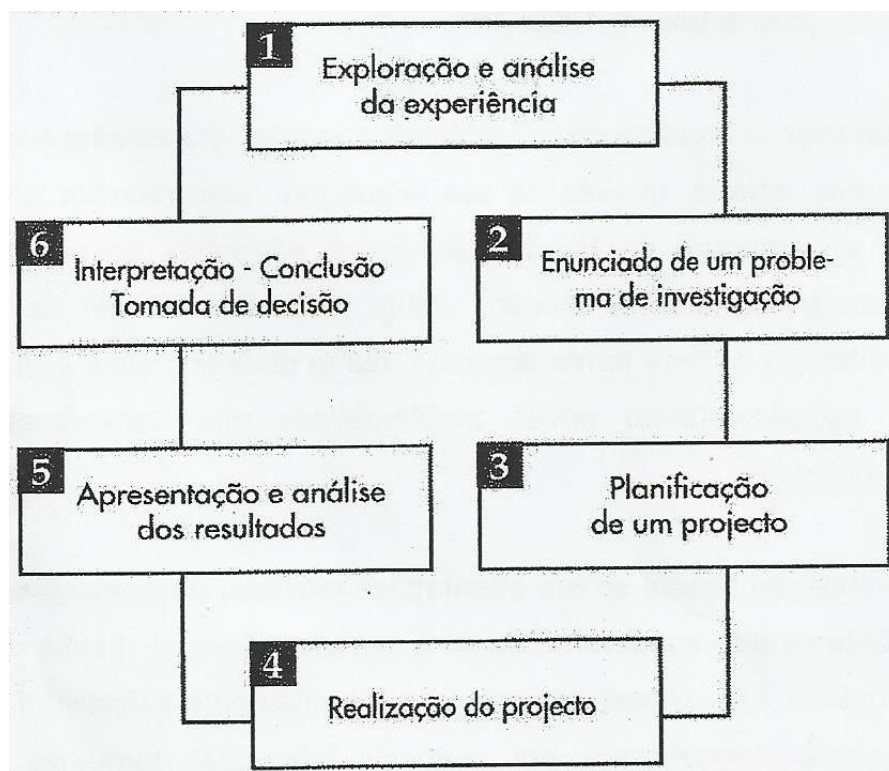 1
Exploração e análise
da experiência
6
Interpretação - Conclusão
Tomada de decisão
2
Enunciado de um proble-
ma de investigação
5
Apresentação e análise
dos resultados
3
Planificação
de um projecto
4
Realização do projecto